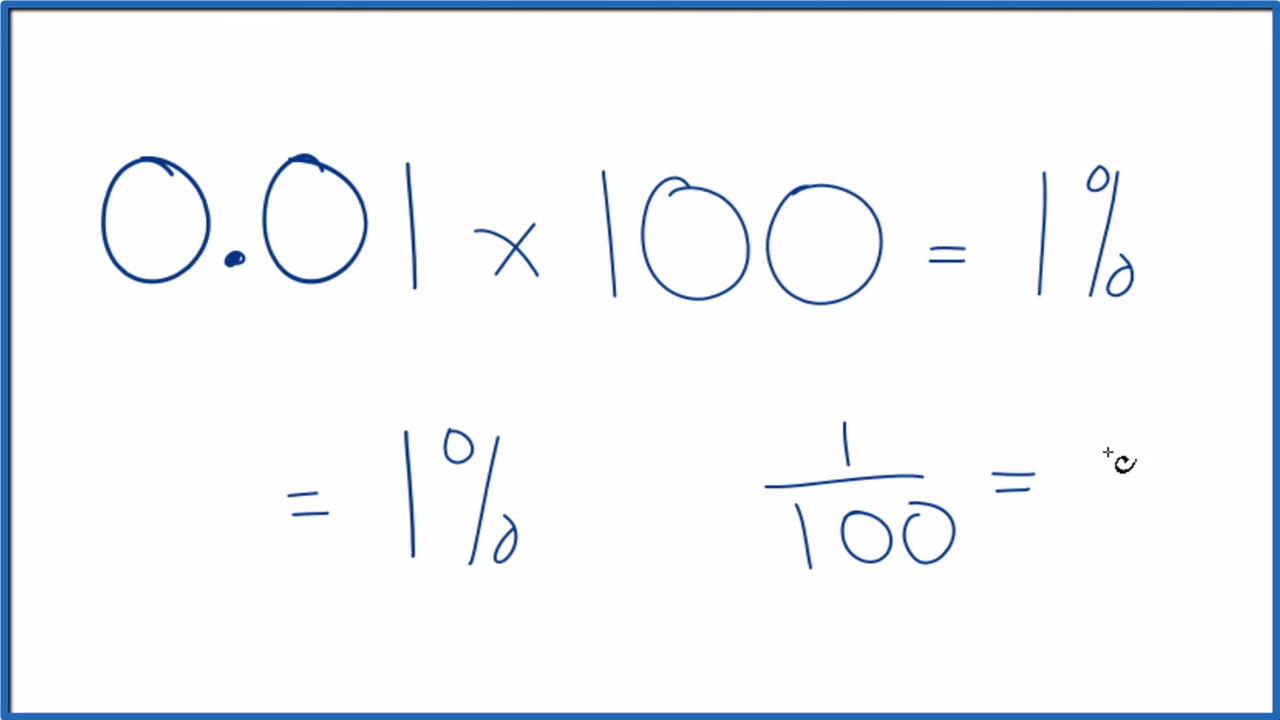 0.01 x 100 = 1%
= 1% 1/100 =